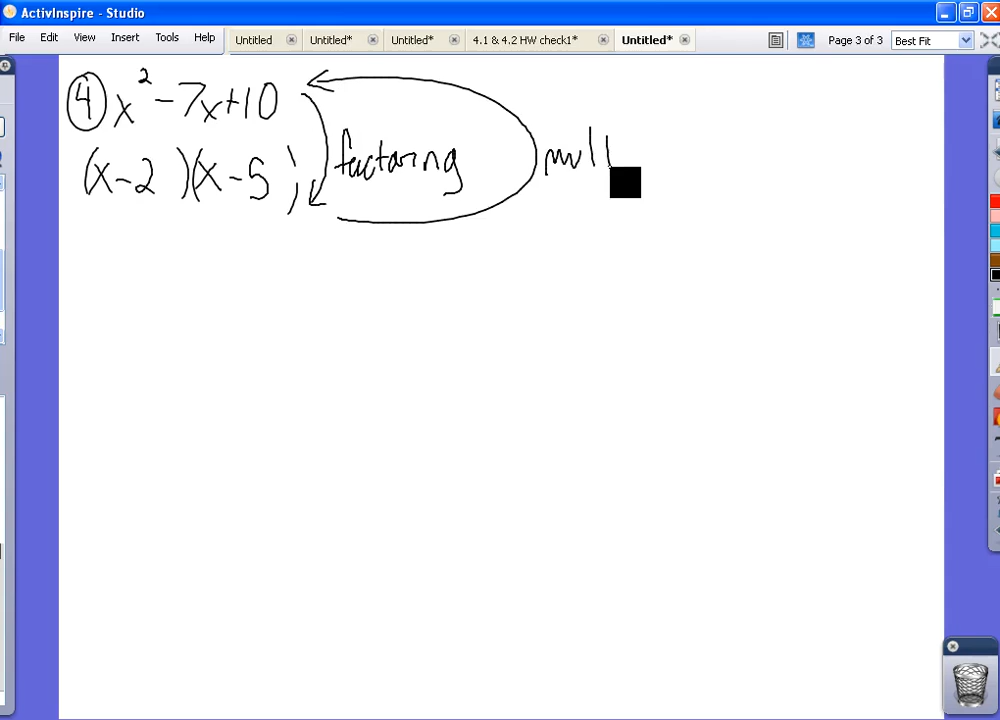 ActivInspire - Studio
File Edit View Insert Tools Help Untitled Untitled* Untitled* 4.1 & 4.2 HW check1* Untitled* Page 3 of 3 Best Fit
④ x² - 7x + 10
(x - 2 )(x - 5 )
factoring
mult